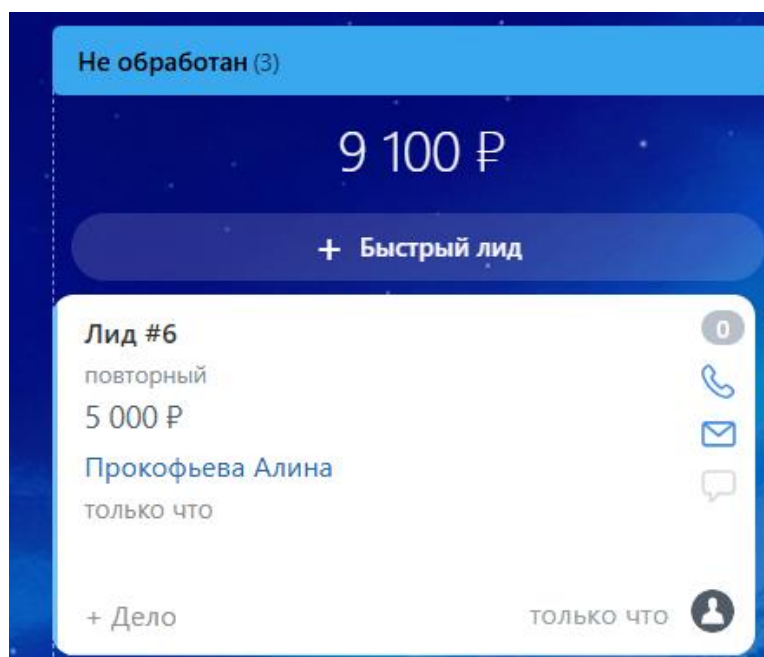 Не обработан (3)
9 100 ₽
+ Быстрый лид
Лид #6
0
повторный
5 000 ₽
Прокофьева Алина
только что
+ Дело
только что